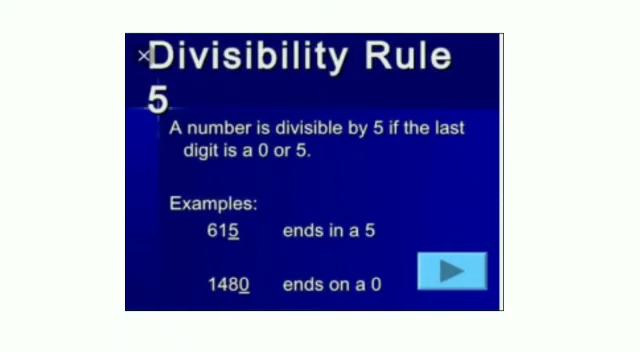 Divisibility Rule
5
A number is divisible by 5 if the last
digit is a 0 or 5.
Examples:
615 ends in a 5
1480 ends on a 0